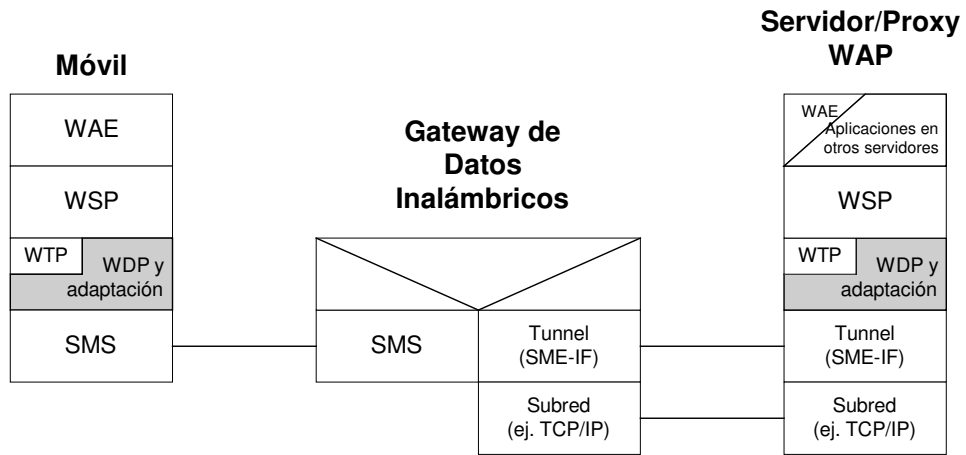 Móvil
WAE
WSP
WTP
WDP y
adaptación
SMS
Gateway de
Datos
Inalámbricos
SMS
Tunnel
(SME-IF)
Subred
(ej. TCP/IP)
Servidor/Proxy
WAP
WAE
Aplicaciones en
otros servidores
WSP
WTP
WDP y
adaptación
Tunnel
(SME-IF)
Subred
(ej. TCP/IP)